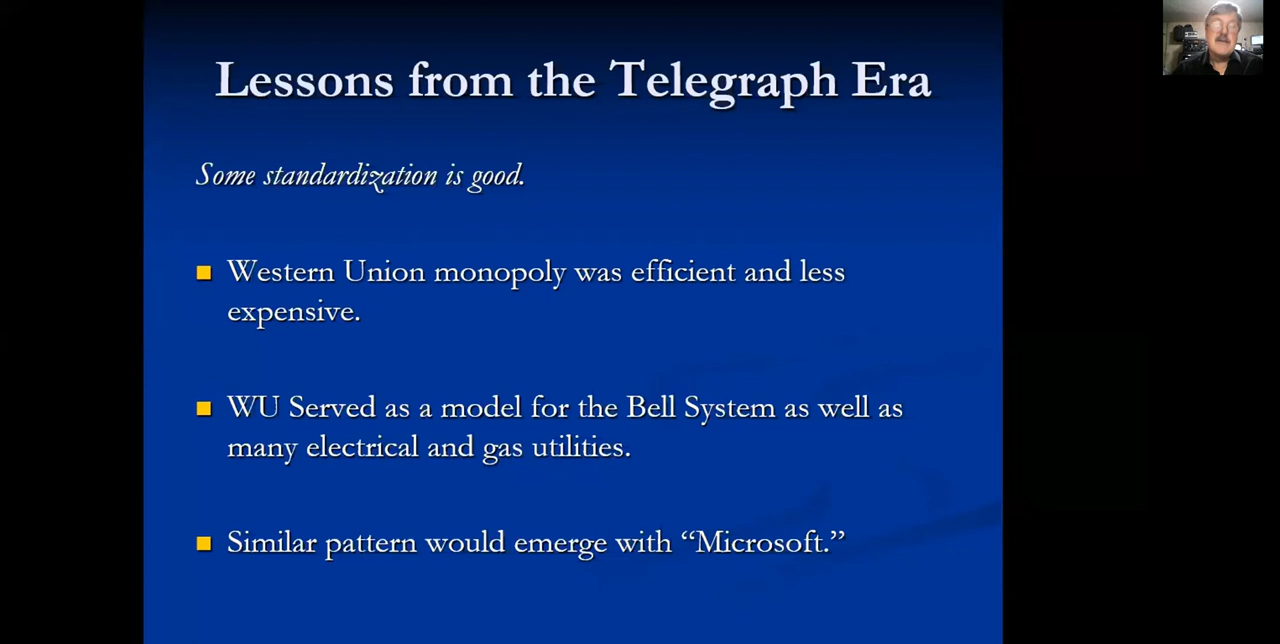 Lessons from the Telegraph Era
Some standardization is good.
Western Union monopoly was efficient and less
expensive.
WU Served as a model for the Bell System as well as
many electrical and gas utilities.
Similar pattern would emerge with “Microsoft.”